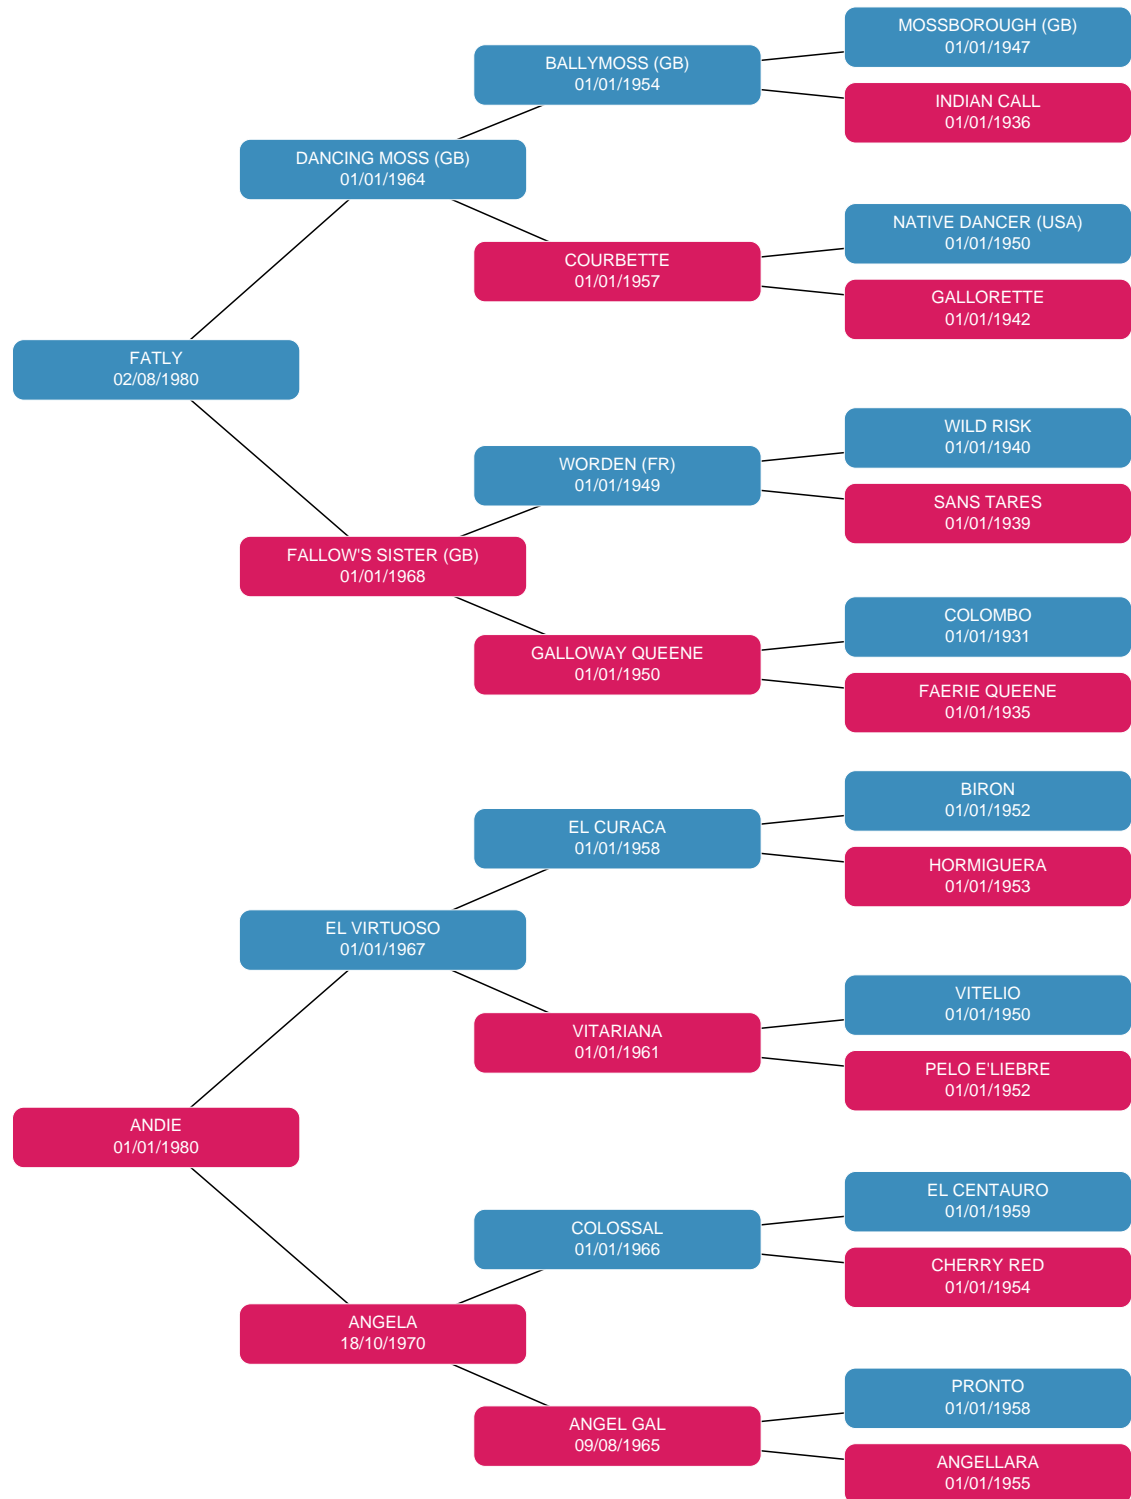 MOSSBOROUGH (GB)
01/01/1947
BALLYMOSS (GB)
01/01/1954
INDIAN CALL
01/01/1936
DANCING MOSS (GB)
01/01/1964
NATIVE DANCER (USA)
01/01/1950
COURBETTE
01/01/1957
GALLORETTE
01/01/1942
FATLY
02/08/1980
WILD RISK
01/01/1940
WORDEN (FR)
01/01/1949
SANS TARES
01/01/1939
FALLOW'S SISTER (GB)
01/01/1968
COLOMBO
01/01/1931
GALLOWAY QUEENE
01/01/1950
FAERIE QUEENE
01/01/1935
BIRON
01/01/1952
EL CURACA
01/01/1958
HORMIGUERA
01/01/1953
EL VIRTUOSO
01/01/1967
VITELIO
01/01/1950
VITARIANA
01/01/1961
PELO E'LIEBRE
01/01/1952
ANDIE
01/01/1980
EL CENTAURO
01/01/1959
COLOSSAL
01/01/1966
CHERRY RED
01/01/1954
ANGELA
18/10/1970
PRONTO
01/01/1958
ANGEL GAL
09/08/1965
ANGELLARA
01/01/1955